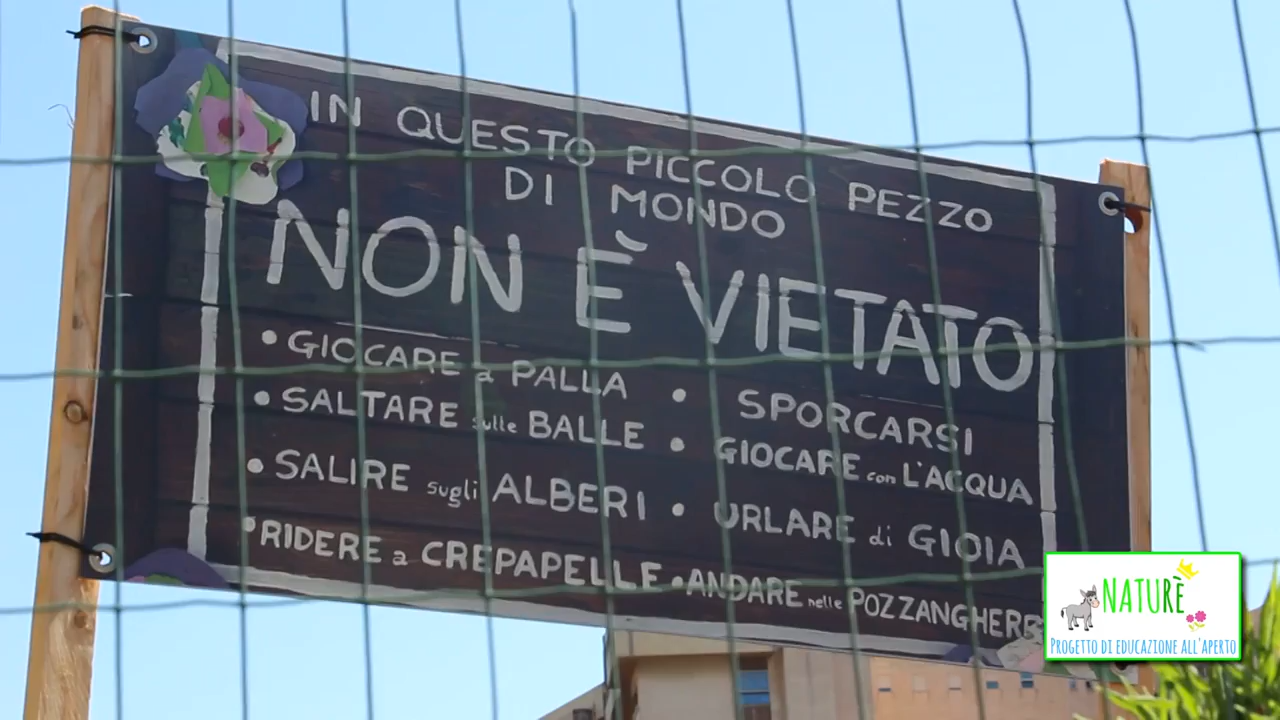 IN QUESTO PICCOLO PEZZO
DI MONDO
NON È VIETATO
• GIOCARE a PALLA
• SALTARE sulle BALLE
• SALIRE sugli ALBERI
• RIDERE a CREPAPELLE
• SPORCARSI
• GIOCARE con L'ACQUA
• URLARE di GIOIA
• ANDARE nelle
NATURÈ
PROGETTO DI EDUCAZIONE ALL'APERTO